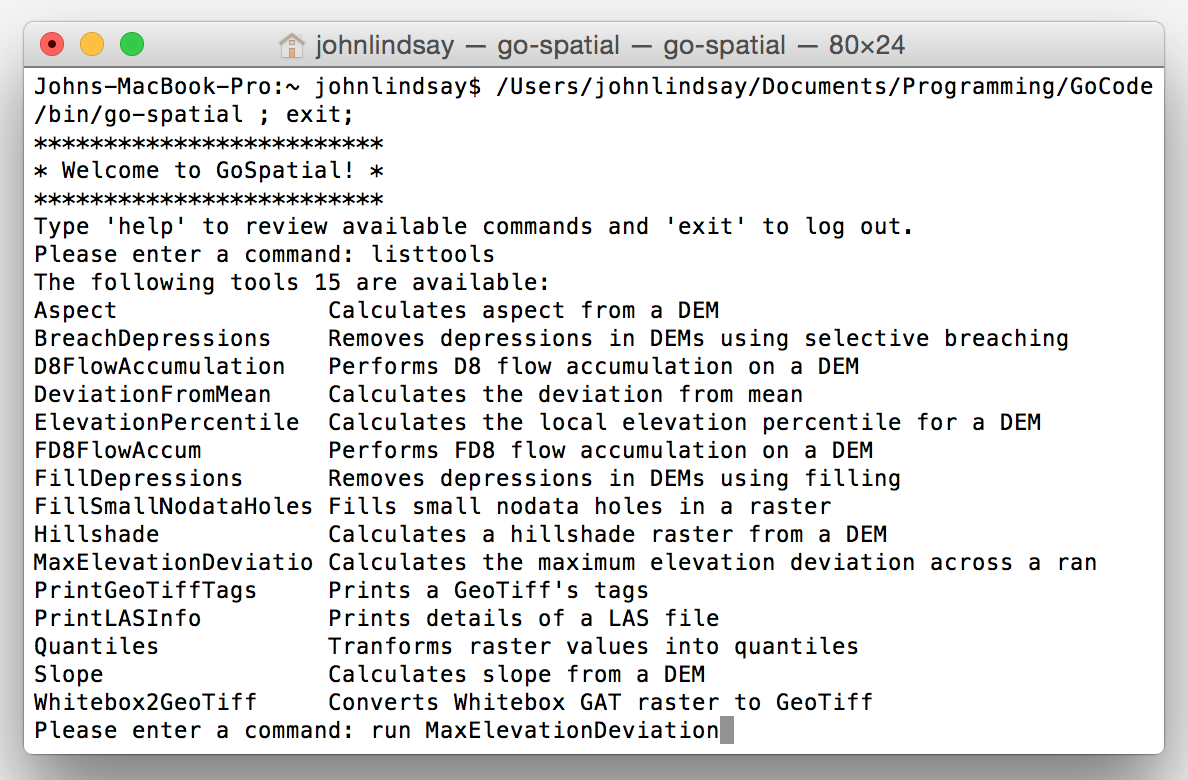 johnlindsay — go-spatial — go-spatial — 80×24
Johns-MacBook-Pro:~ johnlindsay$ /Users/johnlindsay/Documents/Programming/GoCode
/bin/go-spatial ; exit;
*************************
* Welcome to GoSpatial! *
*************************
Type 'help' to review available commands and 'exit' to log out.
Please enter a command: listtools
The following tools 15 are available:
Aspect               Calculates aspect from a DEM
BreachDepressions    Removes depressions in DEMs using selective breaching
D8FlowAccumulation   Performs D8 flow accumulation on a DEM
DeviationFromMean    Calculates the deviation from mean
ElevationPercentile  Calculates the local elevation percentile for a DEM
FD8FlowAccum         Performs FD8 flow accumulation on a DEM
FillDepressions      Removes depressions in DEMs using filling
FillSmallNodataHoles Fills small nodata holes in a raster
Hillshade            Calculates a hillshade raster from a DEM
MaxElevationDeviatio Calculates the maximum elevation deviation across a ran
PrintGeoTiffTags     Prints a GeoTiff's tags
PrintLASInfo         Prints details of a LAS file
Quantiles            Tranforms raster values into quantiles
Slope                Calculates slope from a DEM
Whitebox2GeoTiff     Converts Whitebox GAT raster to GeoTiff
Please enter a command: run MaxElevationDeviation